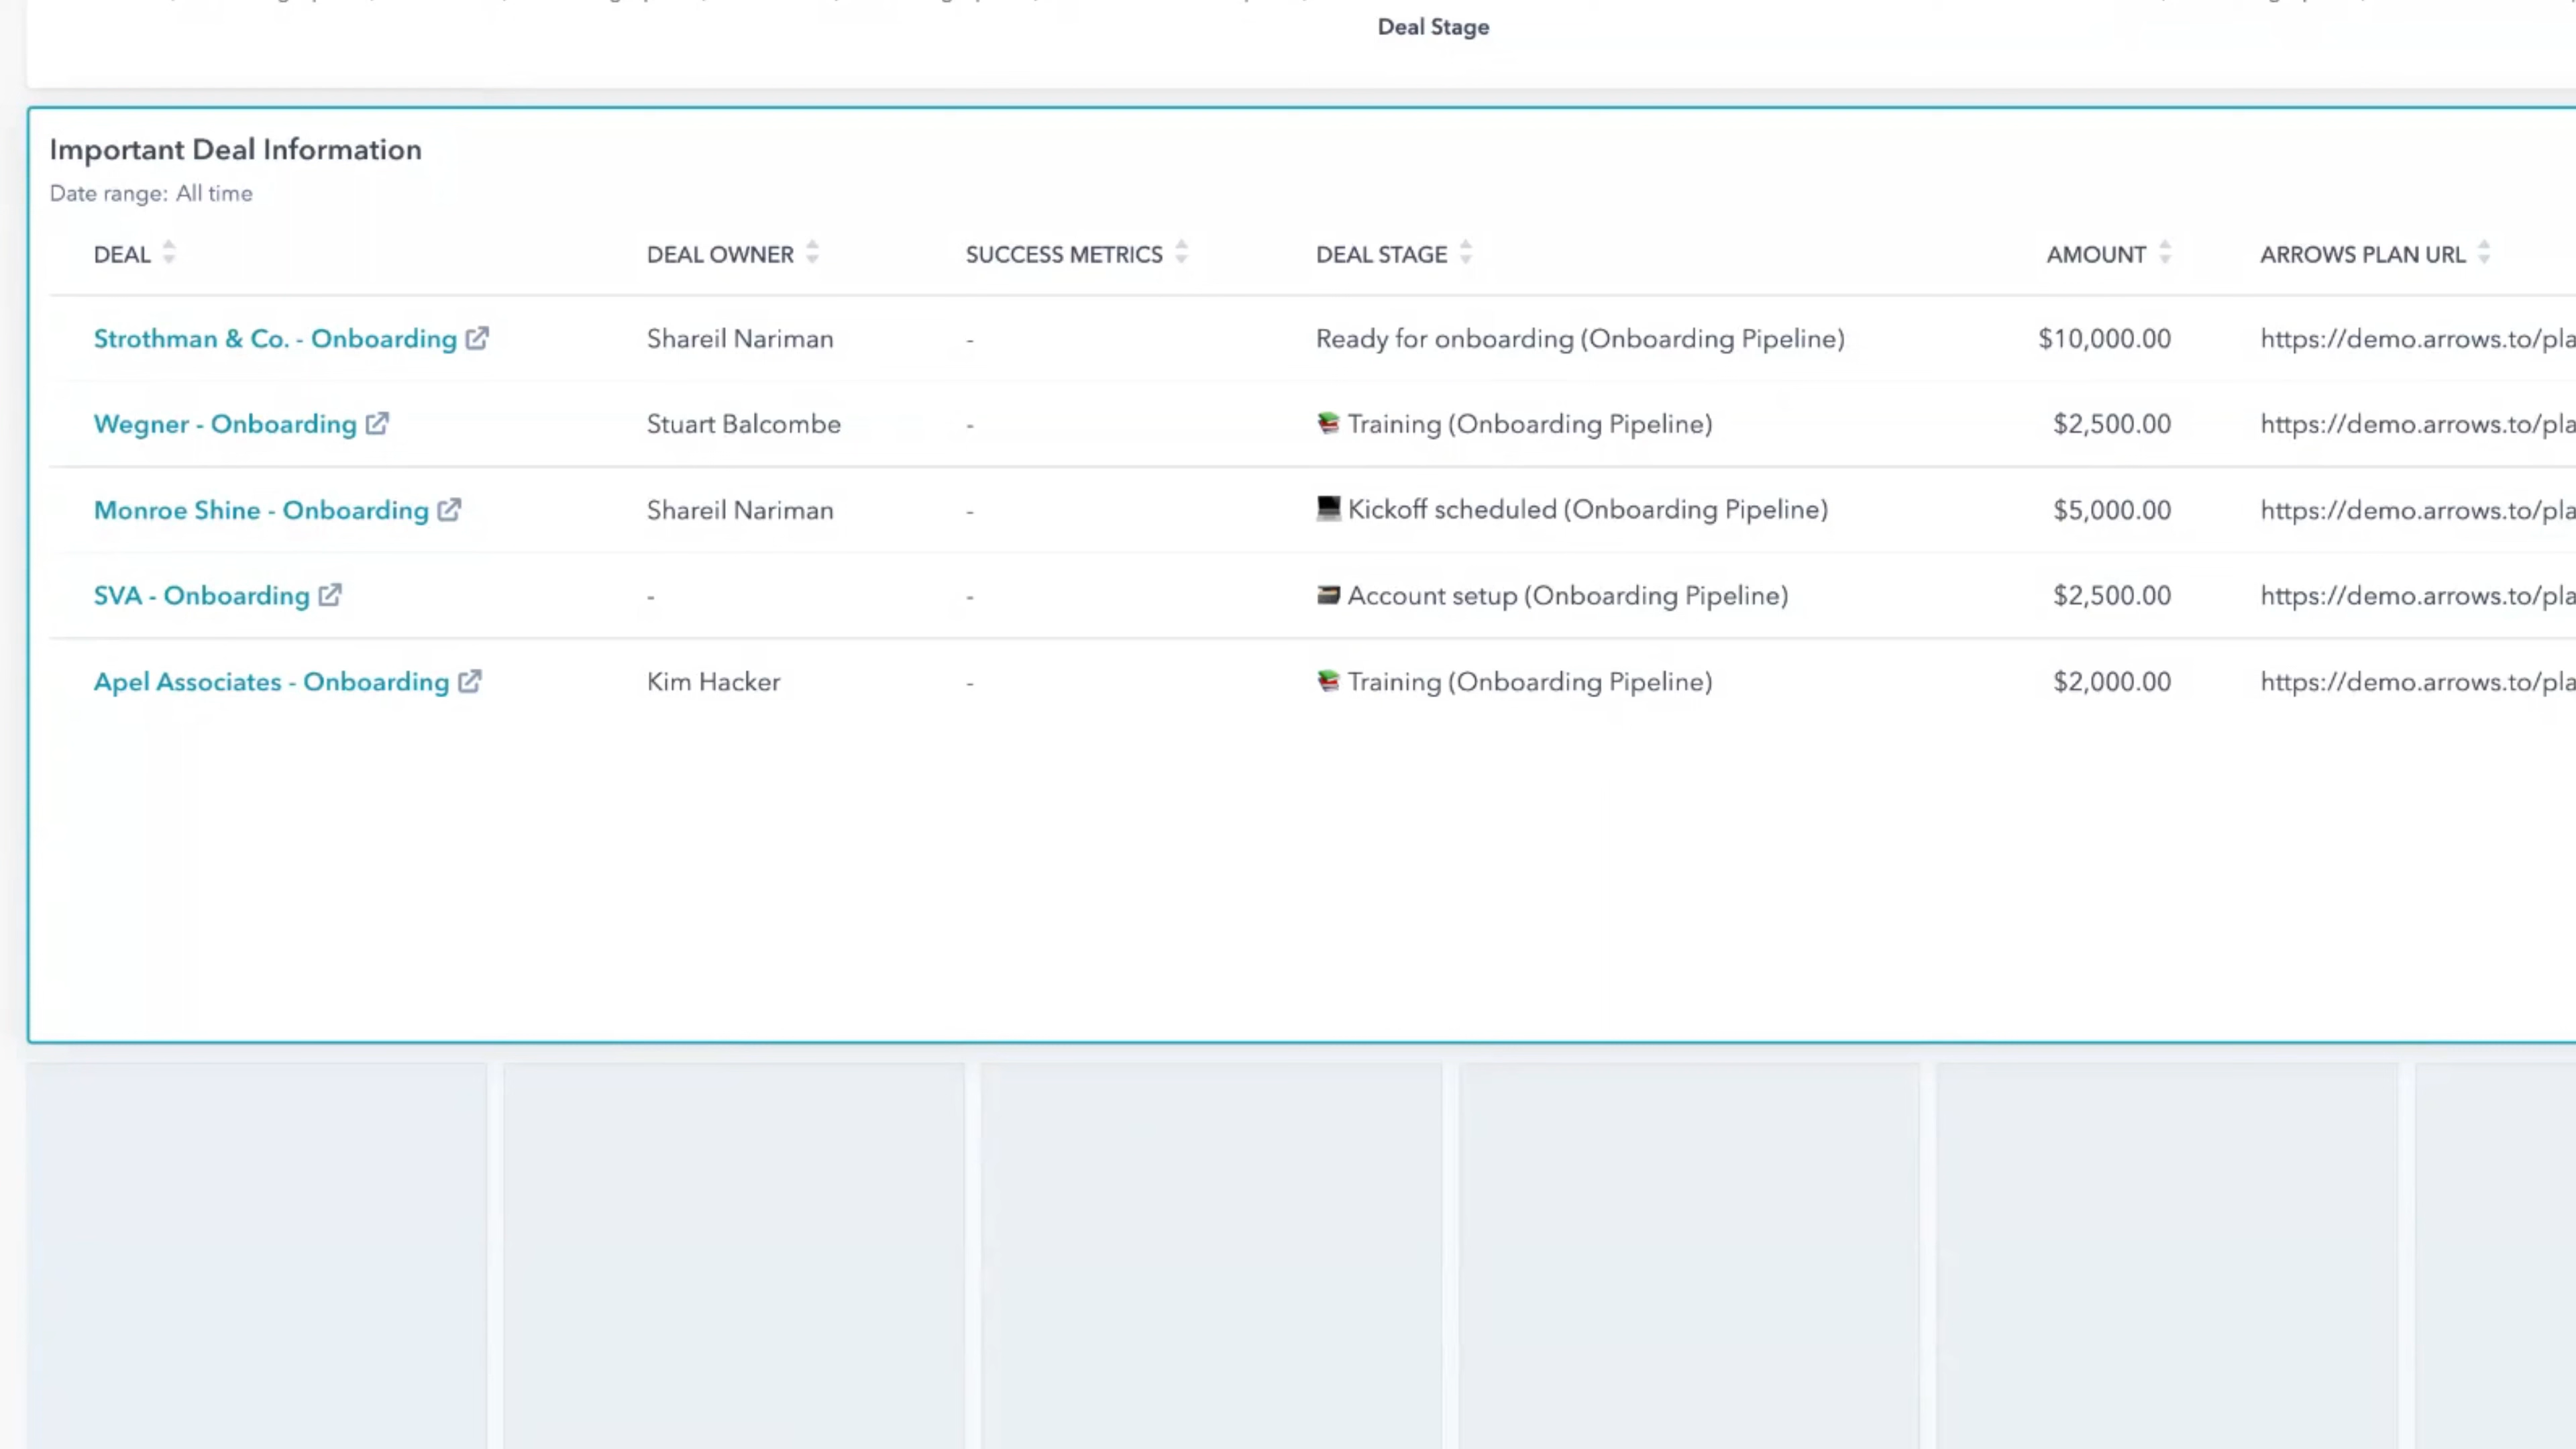 Deal Stage
Important Deal Information
Date range: All time
DEAL DEAL OWNER SUCCESS METRICS DEAL STAGE AMOUNT ARROWS PLAN URL
Strothman & Co. - Onboarding Shareil Nariman - Ready for onboarding (Onboarding Pipeline) $10,000.00 https://demo.arrows.to/pla
Wegner - Onboarding Stuart Balcombe - 📚 Training (Onboarding Pipeline) $2,500.00 https://demo.arrows.to/pla
Monroe Shine - Onboarding Shareil Nariman - Kickoff scheduled (Onboarding Pipeline) $5,000.00 https://demo.arrows.to/pla
SVA - Onboarding - - Account setup (Onboarding Pipeline) $2,500.00 https://demo.arrows.to/pla
Apel Associates - Onboarding Kim Hacker - 📚 Training (Onboarding Pipeline) $2,000.00 https://demo.arrows.to/pla